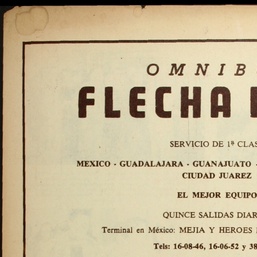 OMNIB
FLECHA
SERVICIO DE 1ª CLAS
MEXICO - GUADALAJARA - GUANAJUATO -
CIUDAD JUAREZ
EL MEJOR EQUIPO
QUINCE SALIDAS DIAR
Terminal en México: MEJIA Y HEROES
Tels: 16-08-46, 16-06-52 y 38